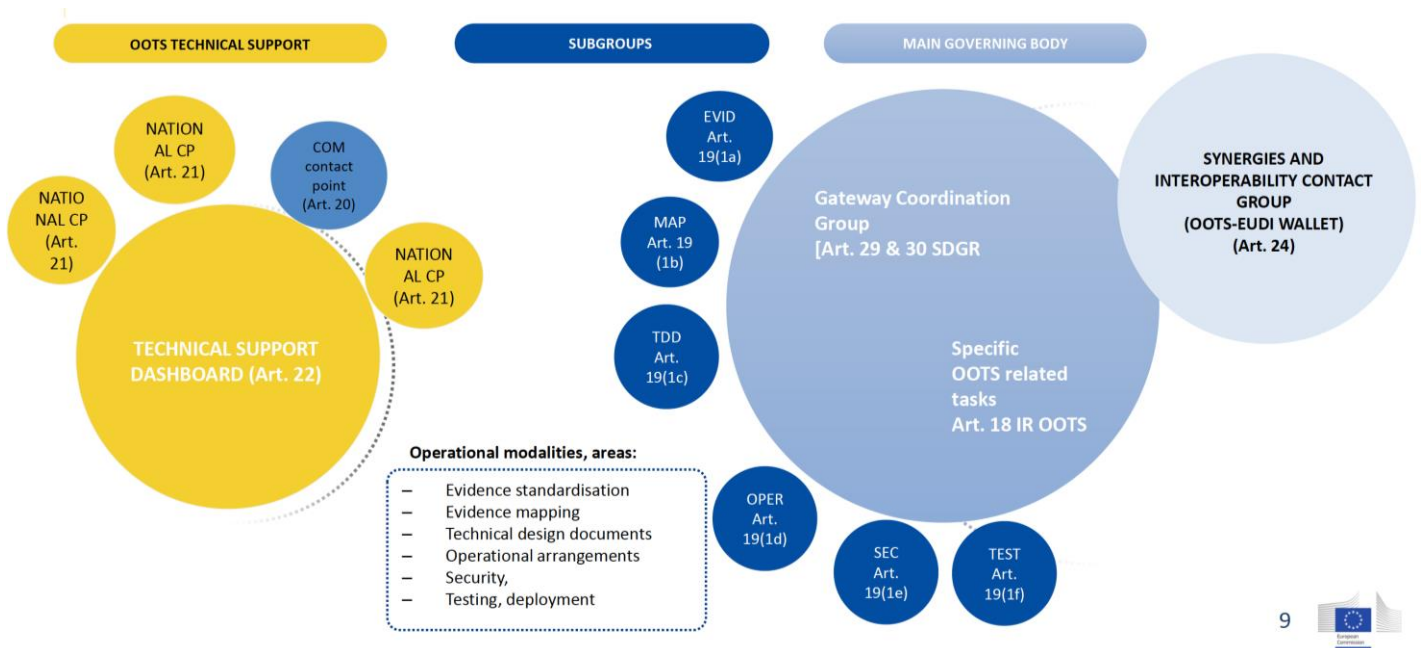 OOTS TECHNICAL SUPPORT
SUBGROUPS
MAIN GOVERNING BODY
NATION
AL CP
(Art. 21)
NATIO
NAL CP
(Art.
21)
COM
contact
point
(Art. 20)
NATION
AL CP
(Art. 21)
TECHNICAL SUPPORT
DASHBOARD (Art. 22)
EVID
Art.
19(1a)
MAP
Art. 19
(1b)
TDD
Art.
19(1c)
OPER
Art.
19(1d)
SEC
Art.
19(1e)
TEST
Art.
19(1f)
Gateway Coordination
Group
[Art. 29 & 30 SDGR
Specific
OOTS related
tasks
Art. 18 IR OOTS
SYNERGIES AND
INTEROPERABILITY CONTACT
GROUP
(OOTS-EUDI WALLET)
(Art. 24)
Operational modalities, areas:
– Evidence standardisation
– Evidence mapping
– Technical design documents
– Operational arrangements
– Security,
– Testing, deployment
9
European
Commission